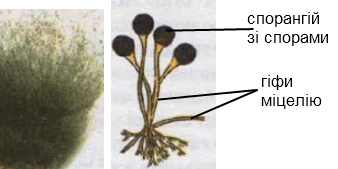 спорангій
зі спорами
гіфи
міцелію